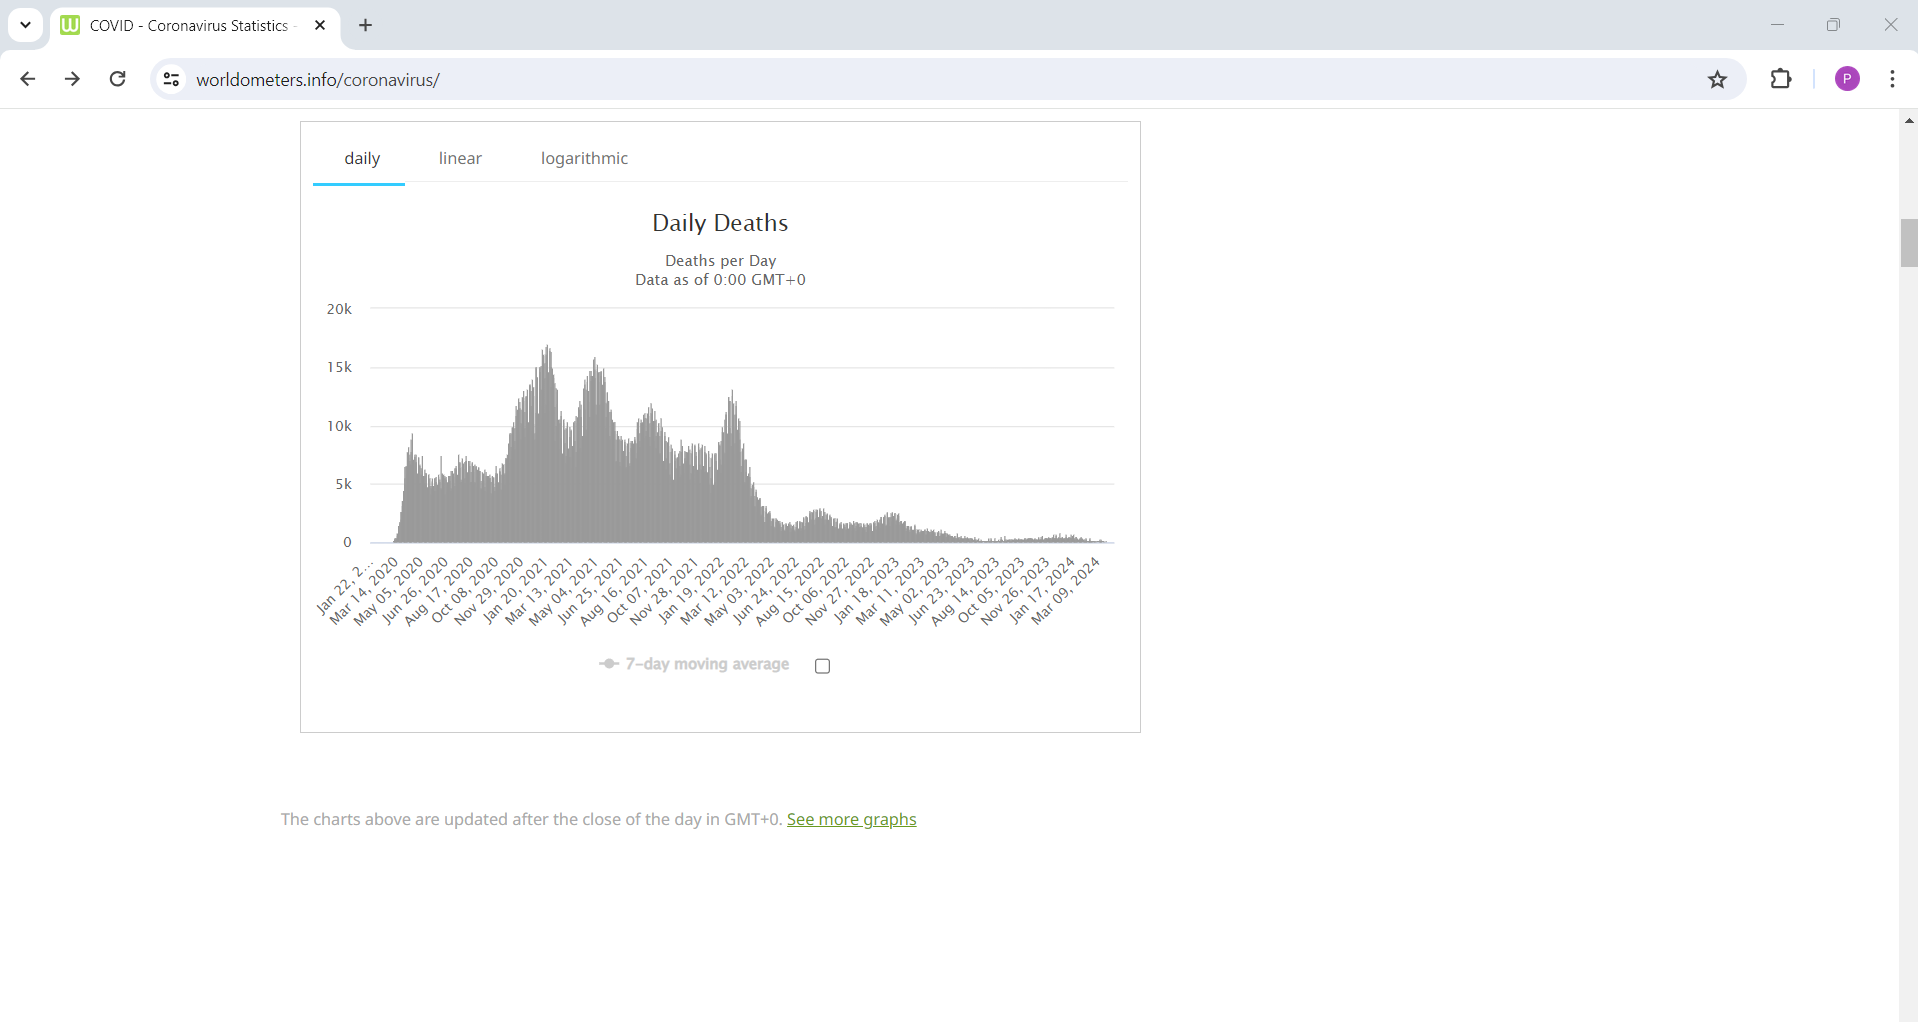 COVID - Coronavirus Statistics -
worldometers.info/coronavirus/
P
daily linear logarithmic
Daily Deaths
Deaths per Day
Data as of 0:00 GMT+0
20k
15k
10k
5k
0
Jan 22, 2...
Mar 14, 2020
May 05, 2020
Jun 26, 2020
Aug 17, 2020
Oct 08, 2020
Nov 29, 2020
Jan 20, 2021
Mar 13, 2021
May 04, 2021
Jun 25, 2021
Aug 16, 2021
Oct 07, 2021
Nov 28, 2021
Jan 19, 2022
Mar 12, 2022
May 03, 2022
Jun 24, 2022
Aug 15, 2022
Oct 06, 2022
Nov 27, 2022
Jan 18, 2023
Mar 11, 2023
May 02, 2023
Jun 23, 2023
Aug 14, 2023
Oct 05, 2023
Nov 26, 2023
Jan 17, 2024
Mar 09, 2024
7-day moving average
The charts above are updated after the close of the day in GMT+0. See more graphs